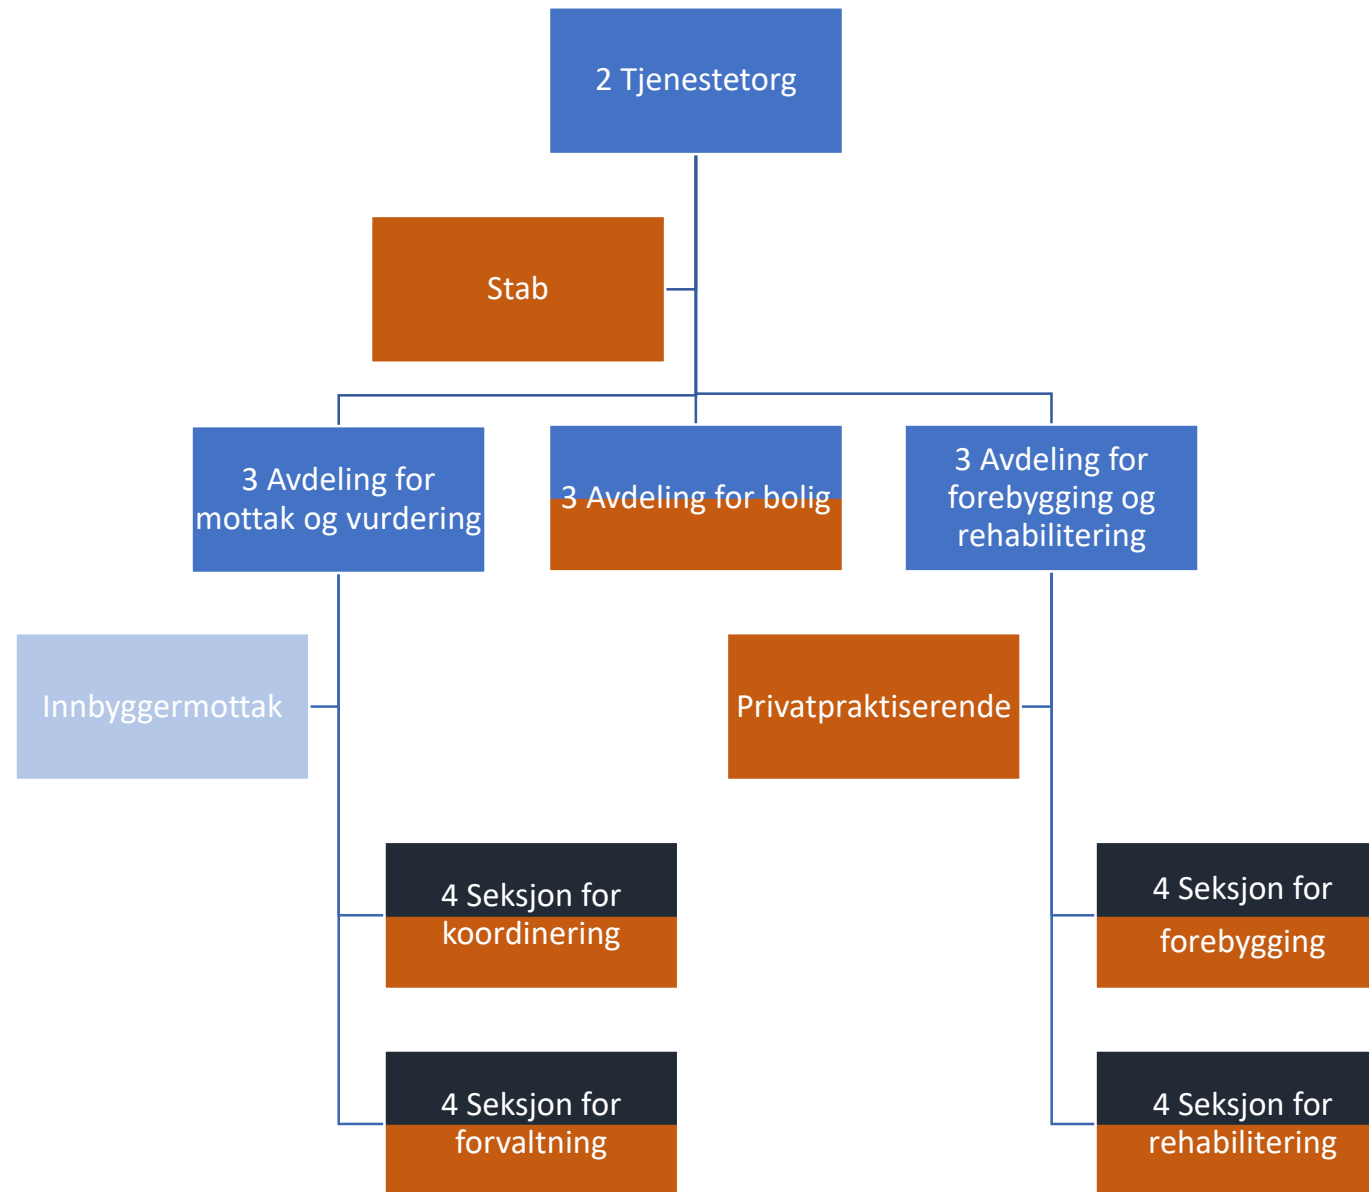 2 Tjenestetorg
Stab
3 Avdeling for
mottak og vurdering
3 Avdeling for bolig
3 Avdeling for
forebygging og
rehabilitering
Innbyggermottak
Privatpraktiserende
4 Seksjon for
koordinering
4 Seksjon for
forebygging
4 Seksjon for
forvaltning
4 Seksjon for
rehabilitering